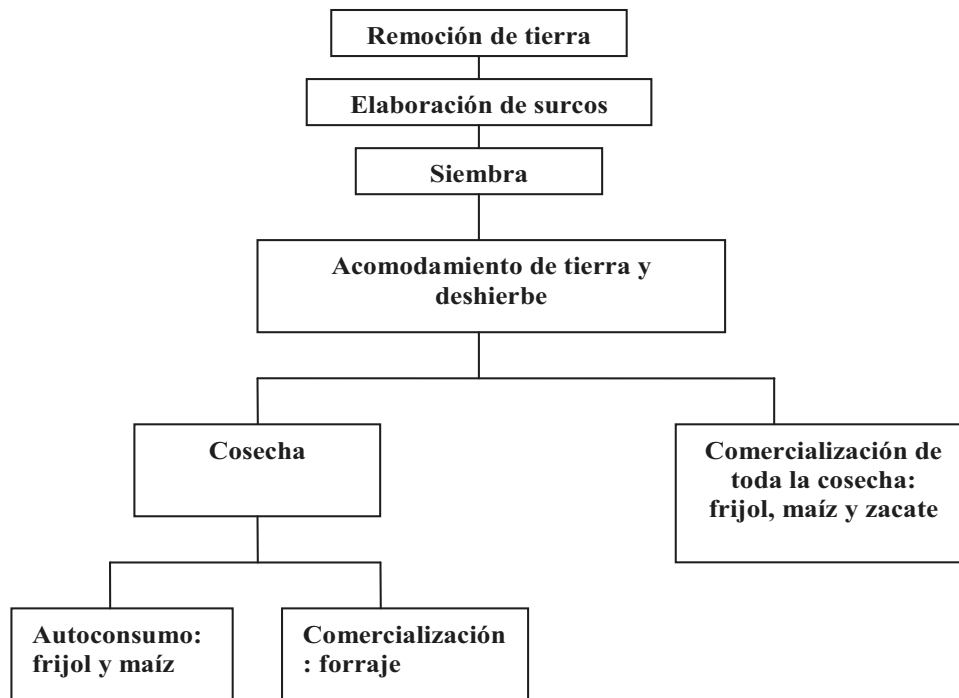 Remoción de tierra
Elaboración de surcos
Siembra
Acomodamiento de tierra y
deshierbe
Cosecha
Comercialización de
toda la cosecha:
frijol, maíz y zacate
Autoconsumo:
frijol y maíz
Comercialización
: forraje